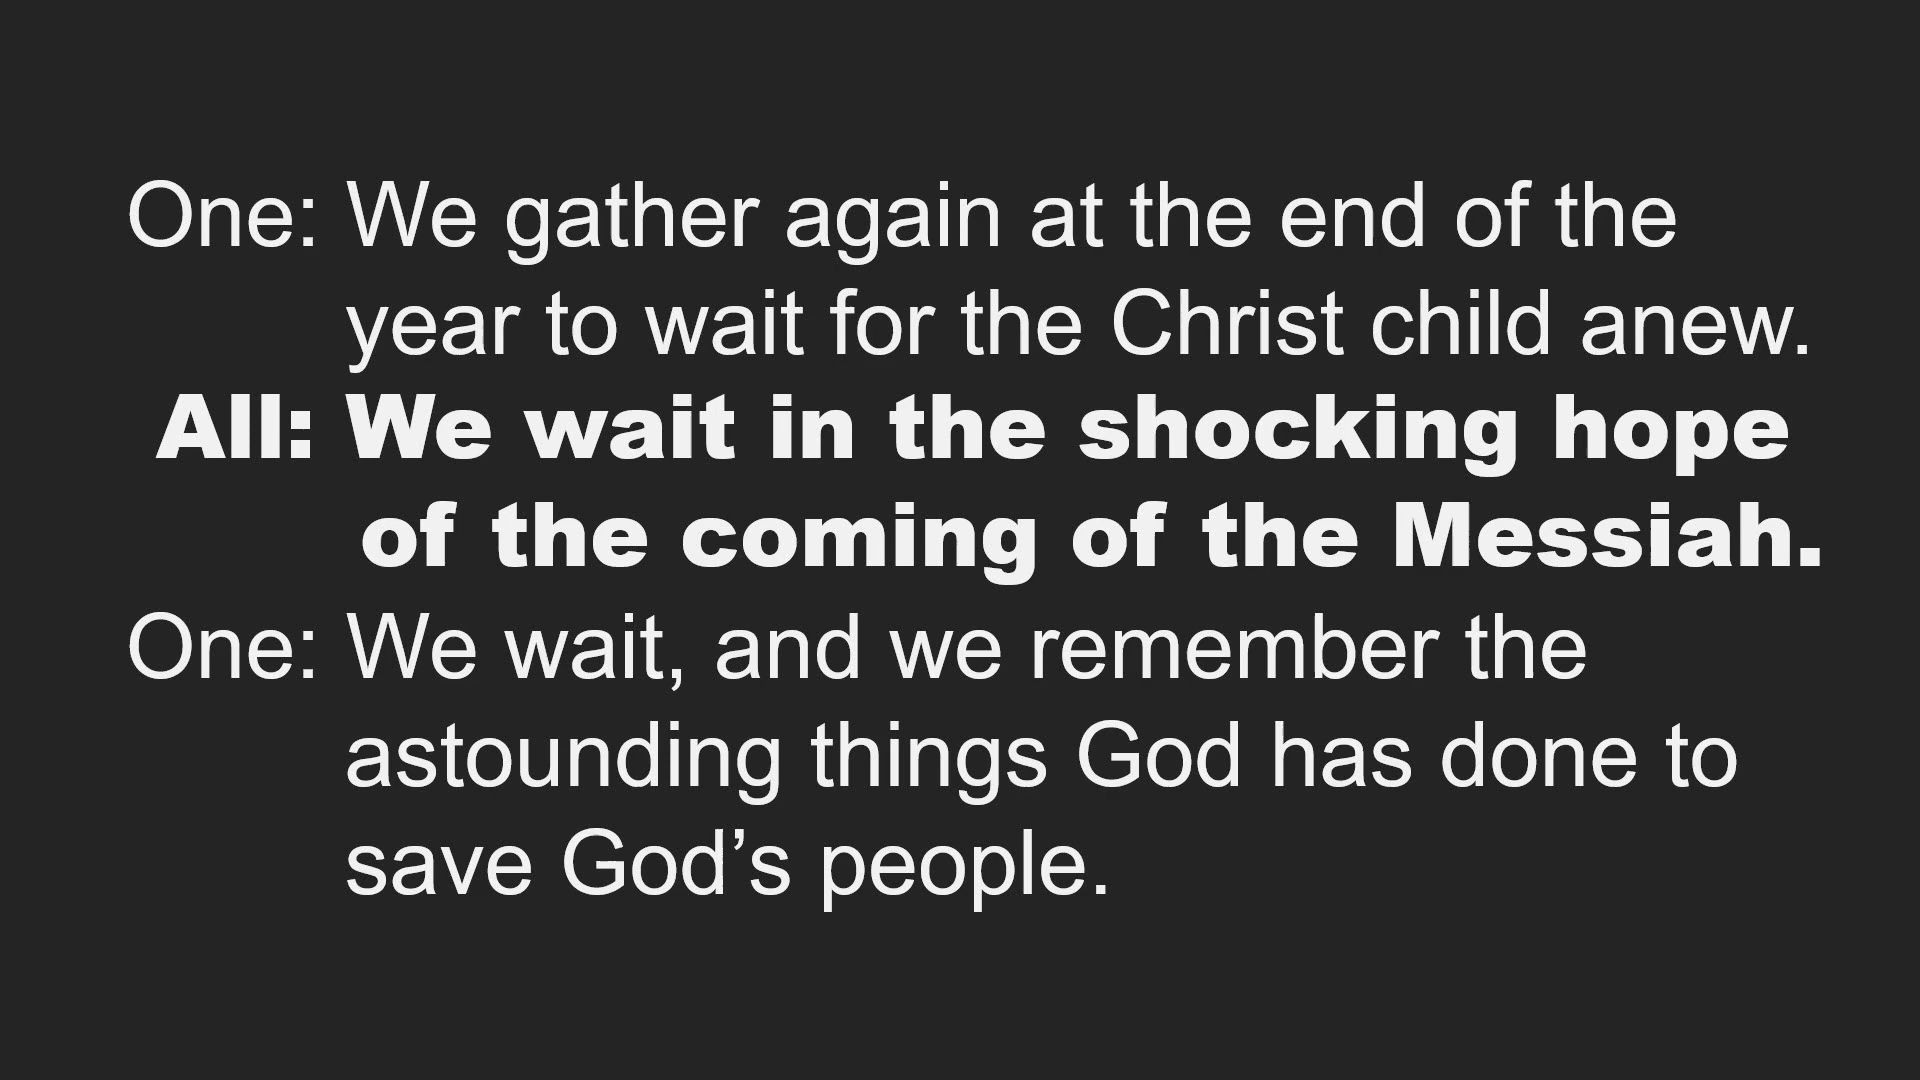 One: We gather again at the end of the
year to wait for the Christ child anew.
All: We wait in the shocking hope
of the coming of the Messiah.
One: We wait, and we remember the
astounding things God has done to
save God’s people.